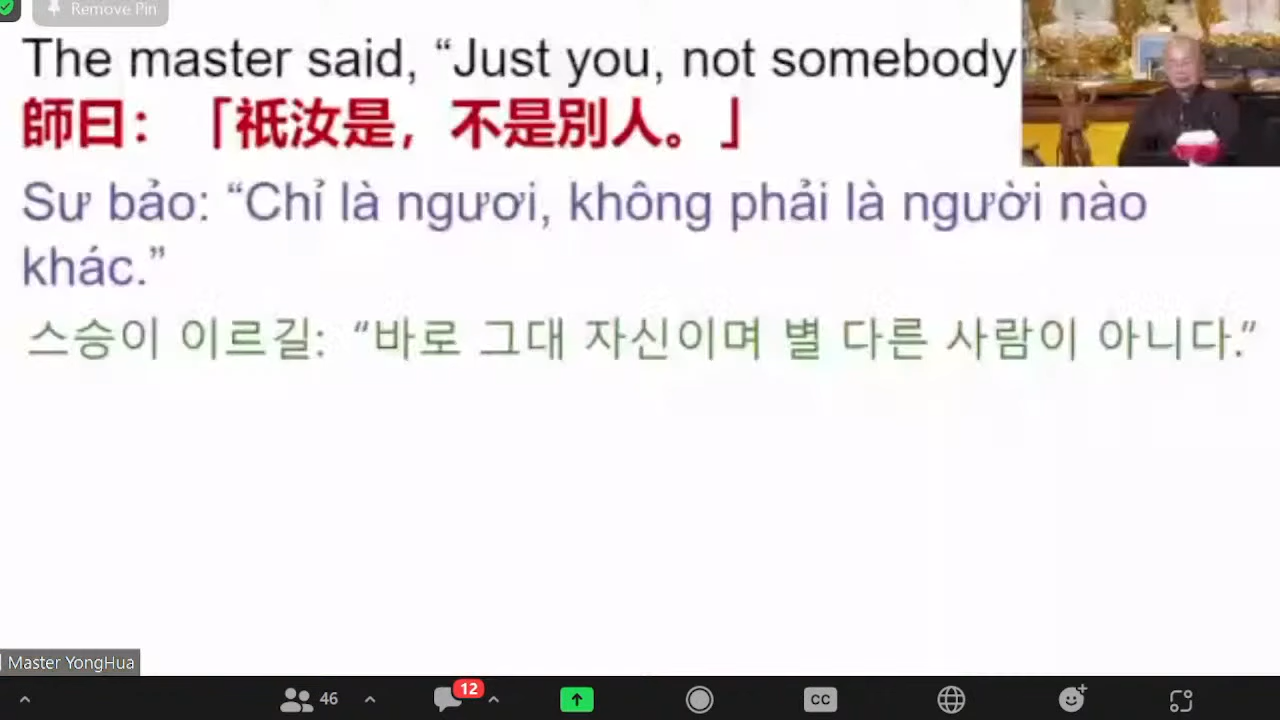 Remove Pin
The master said, “Just you, not somebody
師曰：「祇汝是，不是別人。」
Sư bảo: “Chỉ là ngươi, không phải là người nào
khác.”
스승이 이르길: “바로 그대 자신이며 별 다른 사람이 아니다.”
Master YongHua
46
12
CC